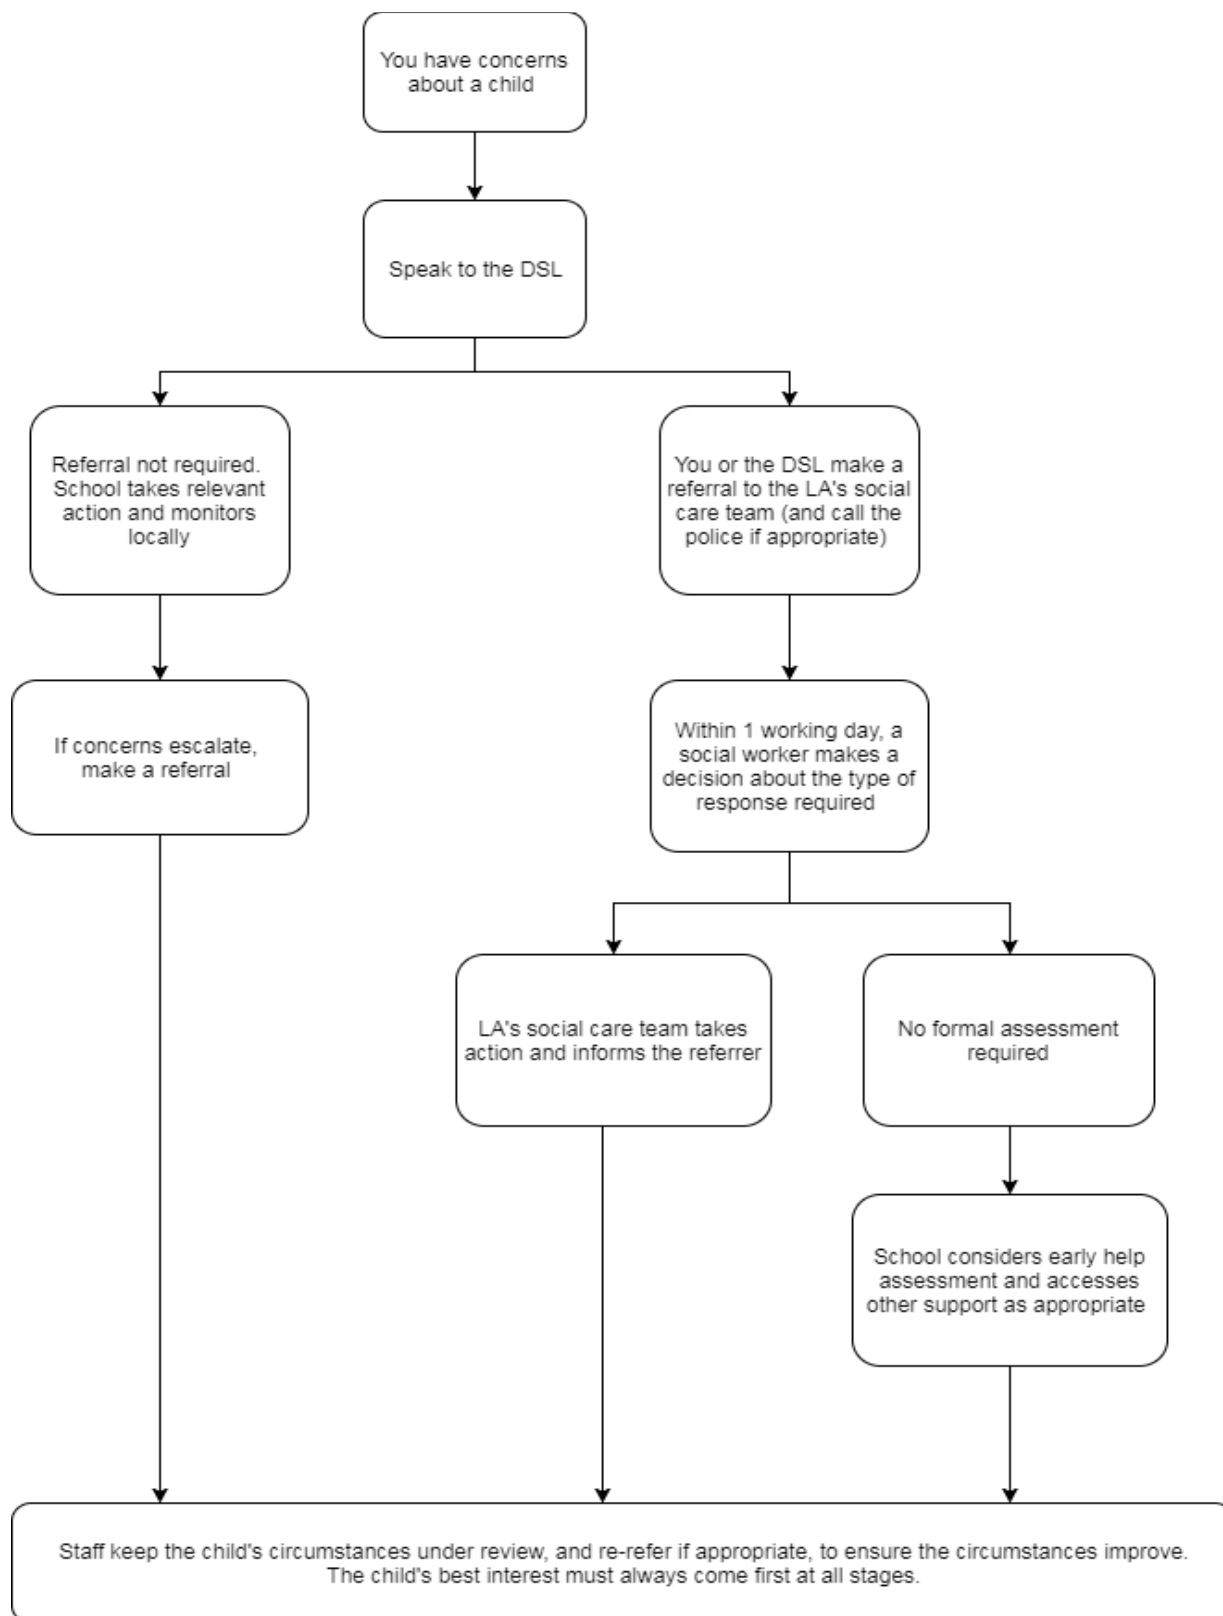 You have concerns
about a child
Speak to the DSL
Referral not required.
School takes relevant
action and monitors
locally
You or the DSL make a
referral to the LA's social
care team (and call the
police if appropriate)
If concerns escalate,
make a referral
Within 1 working day, a
social worker makes a
decision about the type of
response required
LA's social care team takes
action and informs the referrer
No formal assessment
required
School considers early help
assessment and accesses
other support as appropriate
Staff keep the child's circumstances under review, and re-refer if appropriate, to ensure the circumstances improve.
The child's best interest must always come first at all stages.